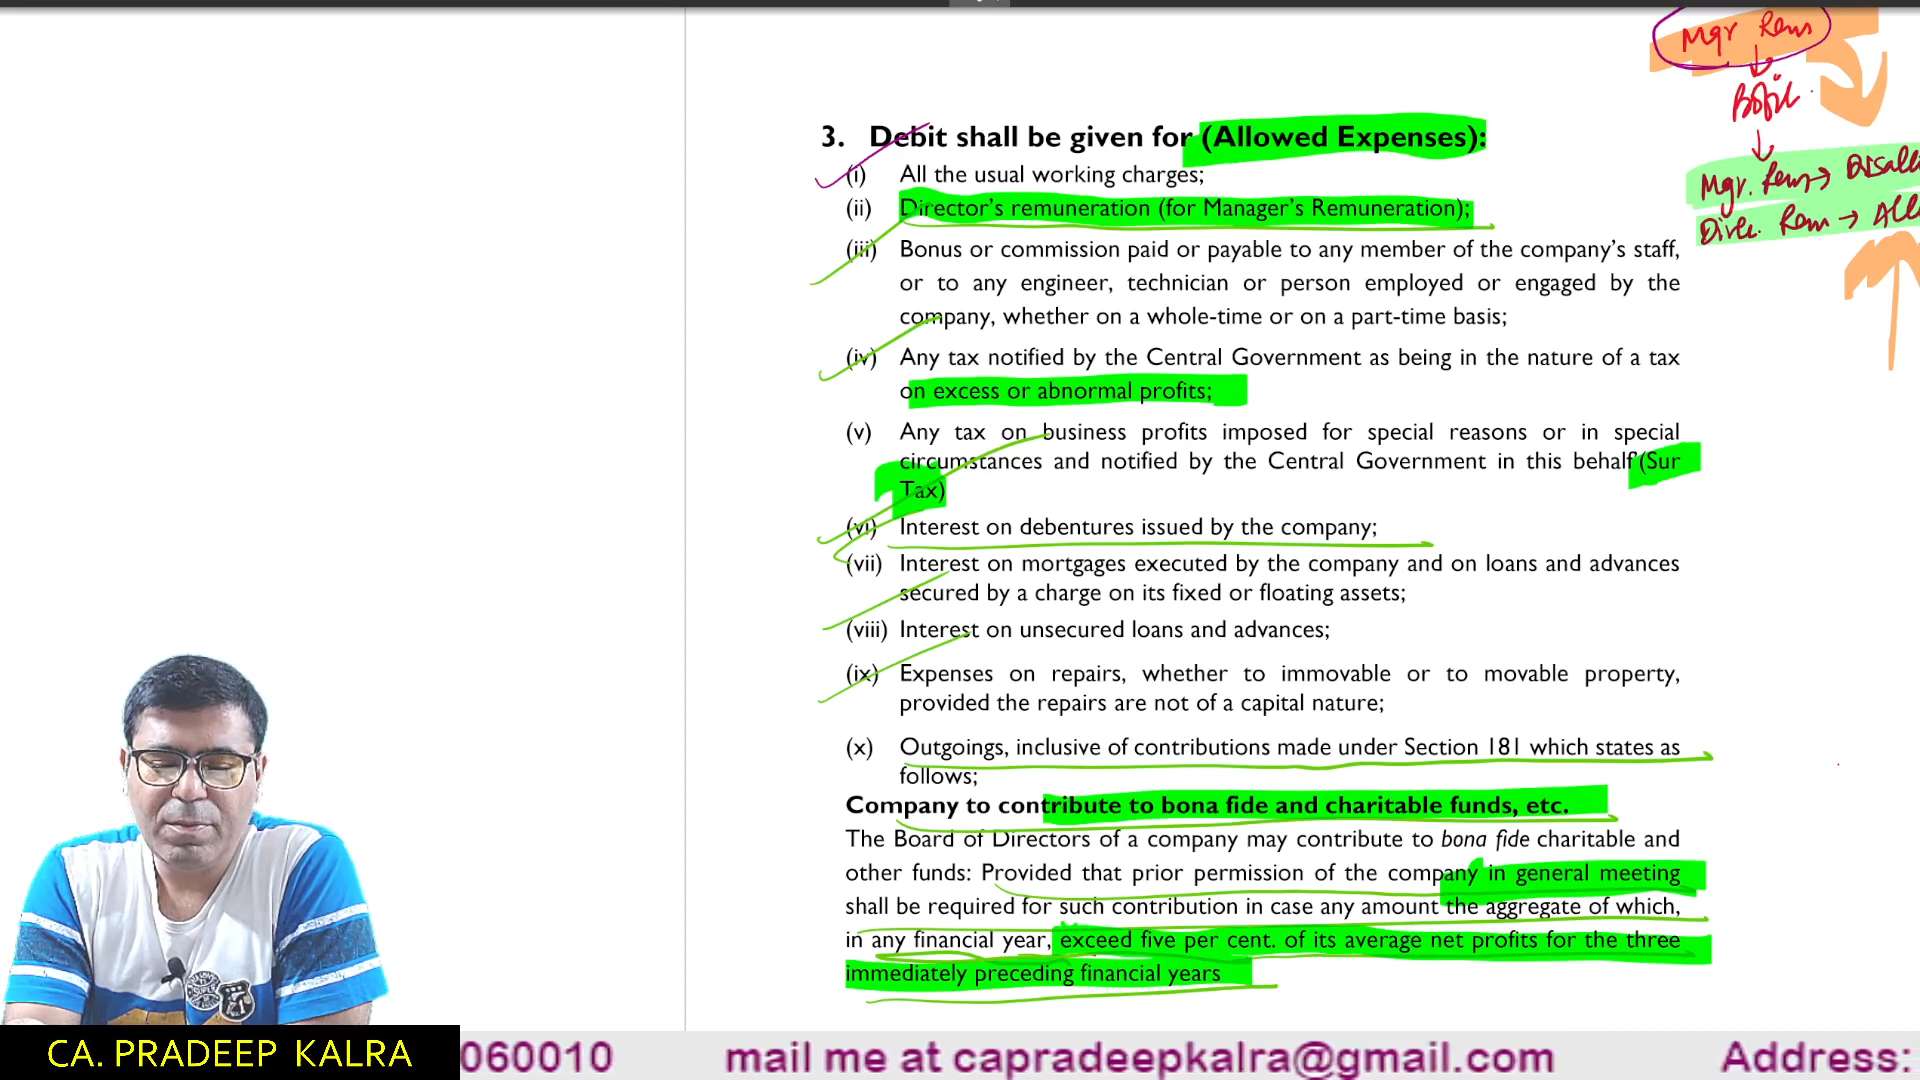 Mgr Rem
Mgr. Rem → Disall
Direc. Rem → All
3. Debit shall be given for (Allowed Expenses):
(i) All the usual working charges;
(ii) Director's remuneration (for Manager's Remuneration);
(iii) Bonus or commission paid or payable to any member of the company's staff,
or to any engineer, technician or person employed or engaged by the
company, whether on a whole-time or on a part-time basis;
(iv) Any tax notified by the Central Government as being in the nature of a tax
on excess or abnormal profits;
(v) Any tax on business profits imposed for special reasons or in special
circumstances and notified by the Central Government in this behalf (Sur
Tax)
(vi) Interest on debentures issued by the company;
(vii) Interest on mortgages executed by the company and on loans and advances
secured by a charge on its fixed or floating assets;
(viii) Interest on unsecured loans and advances;
(ix) Expenses on repairs, whether to immovable or to movable property,
provided the repairs are not of a capital nature;
(x) Outgoings, inclusive of contributions made under Section 181 which states as
follows;
Company to contribute to bona fide and charitable funds, etc.
The Board of Directors of a company may contribute to bona fide charitable and
other funds: Provided that prior permission of the company in general meeting
shall be required for such contribution in case any amount the aggregate of which,
in any financial year, exceed five per cent. of its average net profits for the three
immediately preceding financial years
CA. PRADEEP KALRA
060010 mail me at capradeepkalra@gmail.com Address: